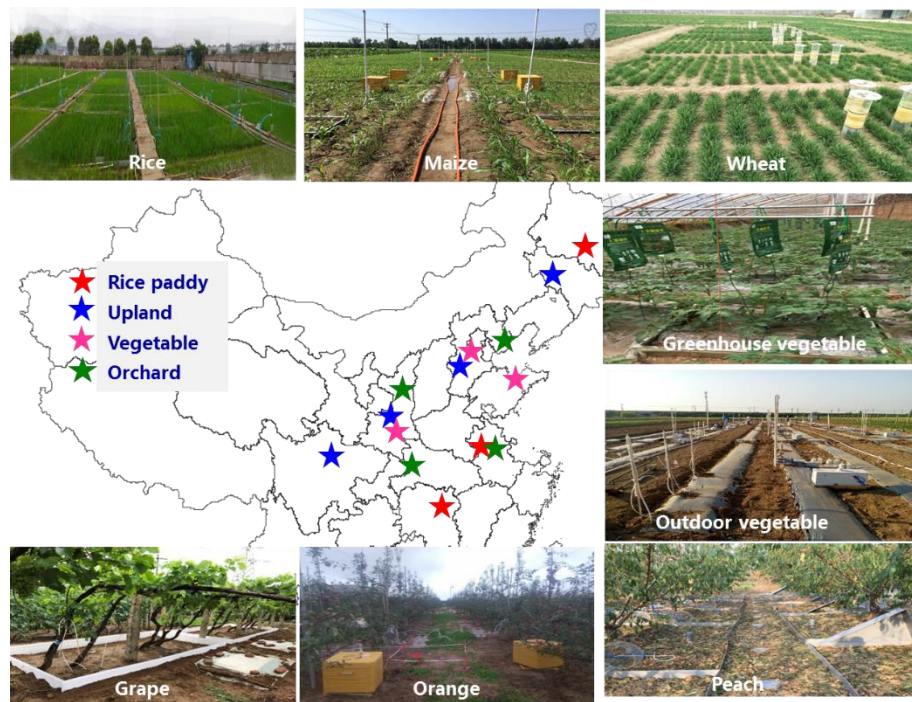 Rice
Maize
Wheat
Rice paddy
Upland
Vegetable
Orchard
Greenhouse vegetable
Outdoor vegetable
Grape
Orange
Peach